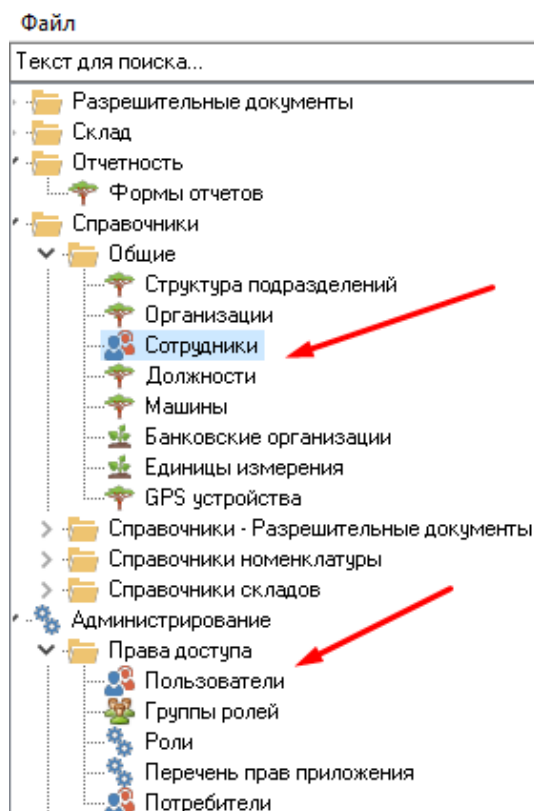 Файл
Текст для поиска...
Разрешительные документы
Склад
Отчетность
Формы отчетов
Справочники
Общие
Структура подразделений
Организации
Сотрудники
Должности
Машины
Банковские организации
Единицы измерения
GPS устройства
Справочники - Разрешительные документы
Справочники номенклатуры
Справочники складов
Администрирование
Права доступа
Пользователи
Группы ролей
Роли
Перечень прав приложения
Потребители